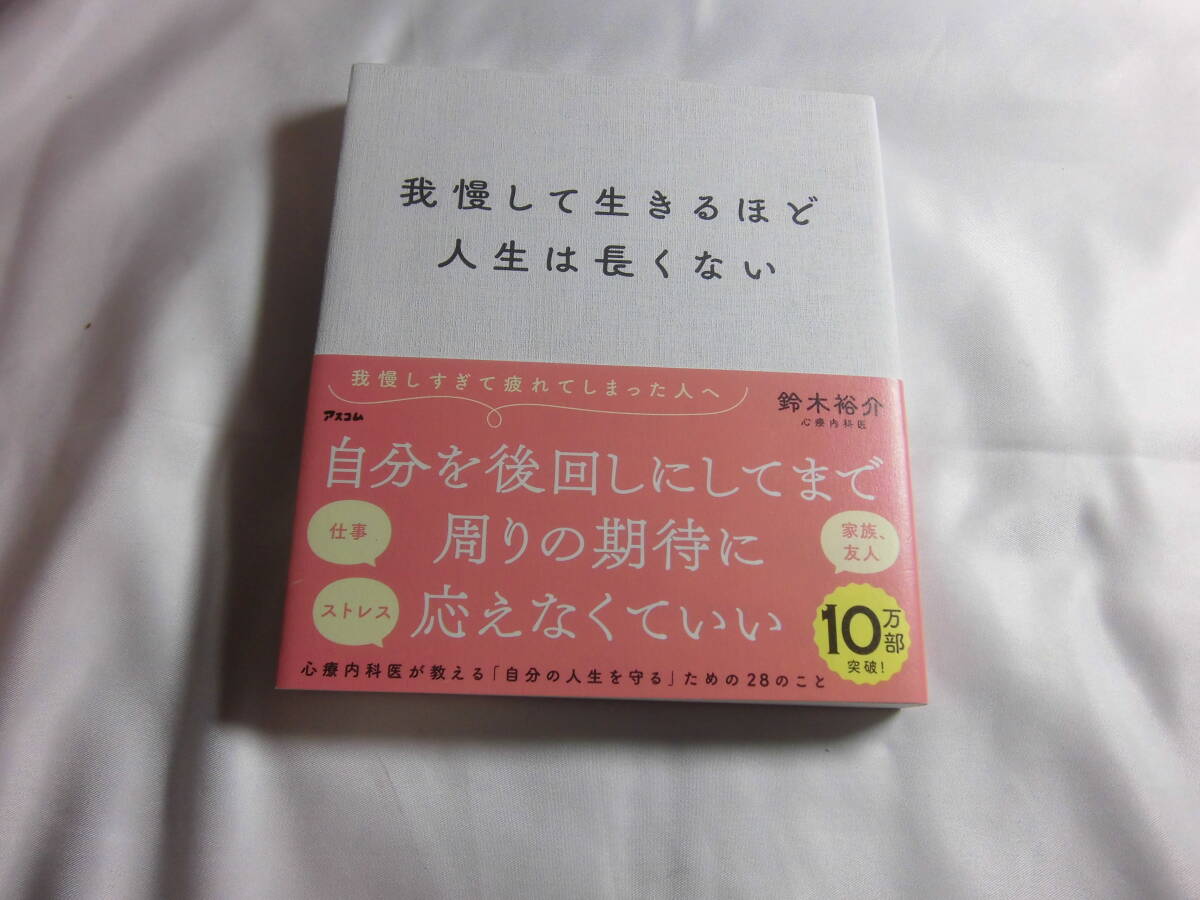 我慢して生きるほど
人生は長くない
我慢しすぎて疲れてしまった人へ
鈴木裕介
心療内科医
アスコム
自分を後回しにしてまで
仕事
周りの期待に
家族、
友人
ストレス
応えなくていい
10万部
突破!
心療内科医が教える「自分の人生を守る」ための28のこと